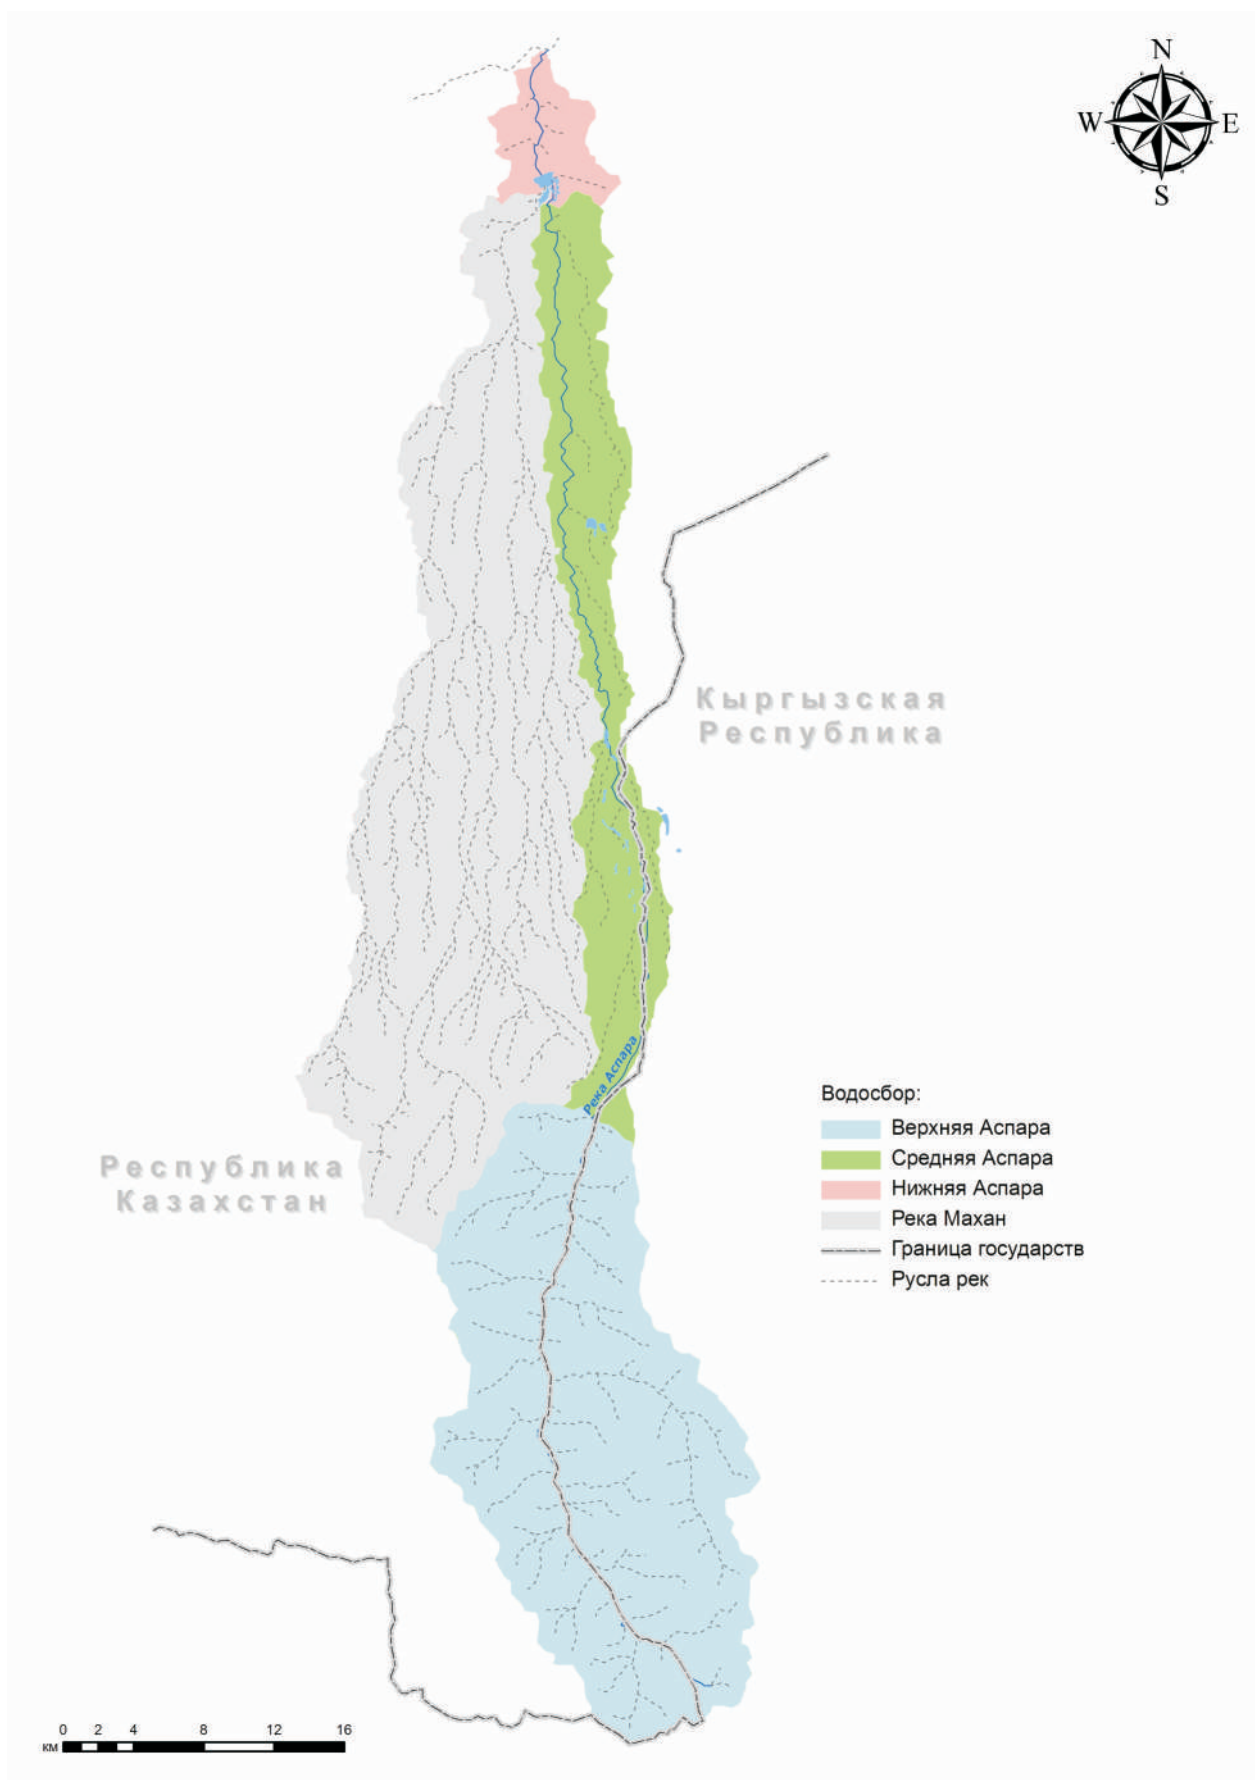 N
W E
S
Кыргызская
Республика
Река Аспара
Республика
Казахстан
Водосбор:
Верхняя Аспара
Средняя Аспара
Нижняя Аспара
Река Махан
Граница государств
Русла рек
0 2 4 8 12 16
км